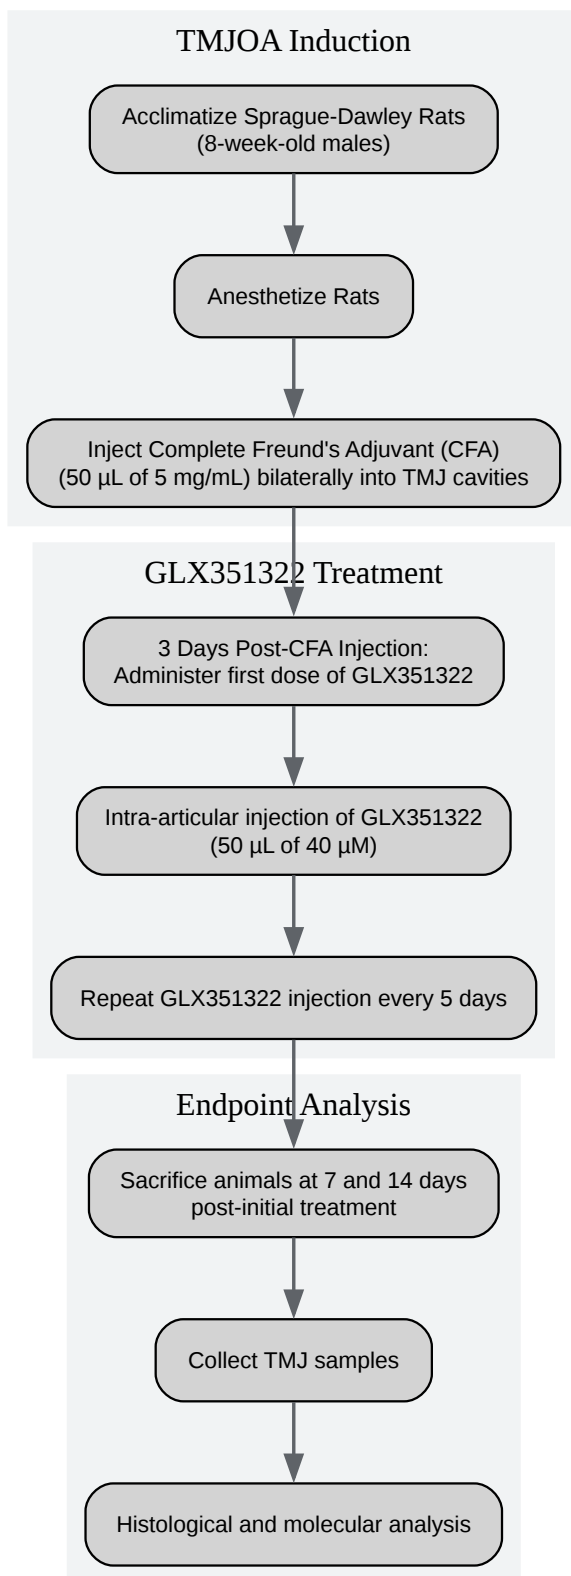 TMJOA Induction
Acclimatize Sprague-Dawley Rats
(8-week-old males)
Anesthetize Rats
Inject Complete Freund's Adjuvant (CFA)
(50 µL of 5 mg/mL) bilaterally into TMJ cavities
GLX351322 Treatment
3 Days Post-CFA Injection:
Administer first dose of GLX351322
Intra-articular injection of GLX351322
(50 µL of 40 µM)
Repeat GLX351322 injection every 5 days
Endpoint Analysis
Sacrifice animals at 7 and 14 days
post-initial treatment
Collect TMJ samples
Histological and molecular analysis